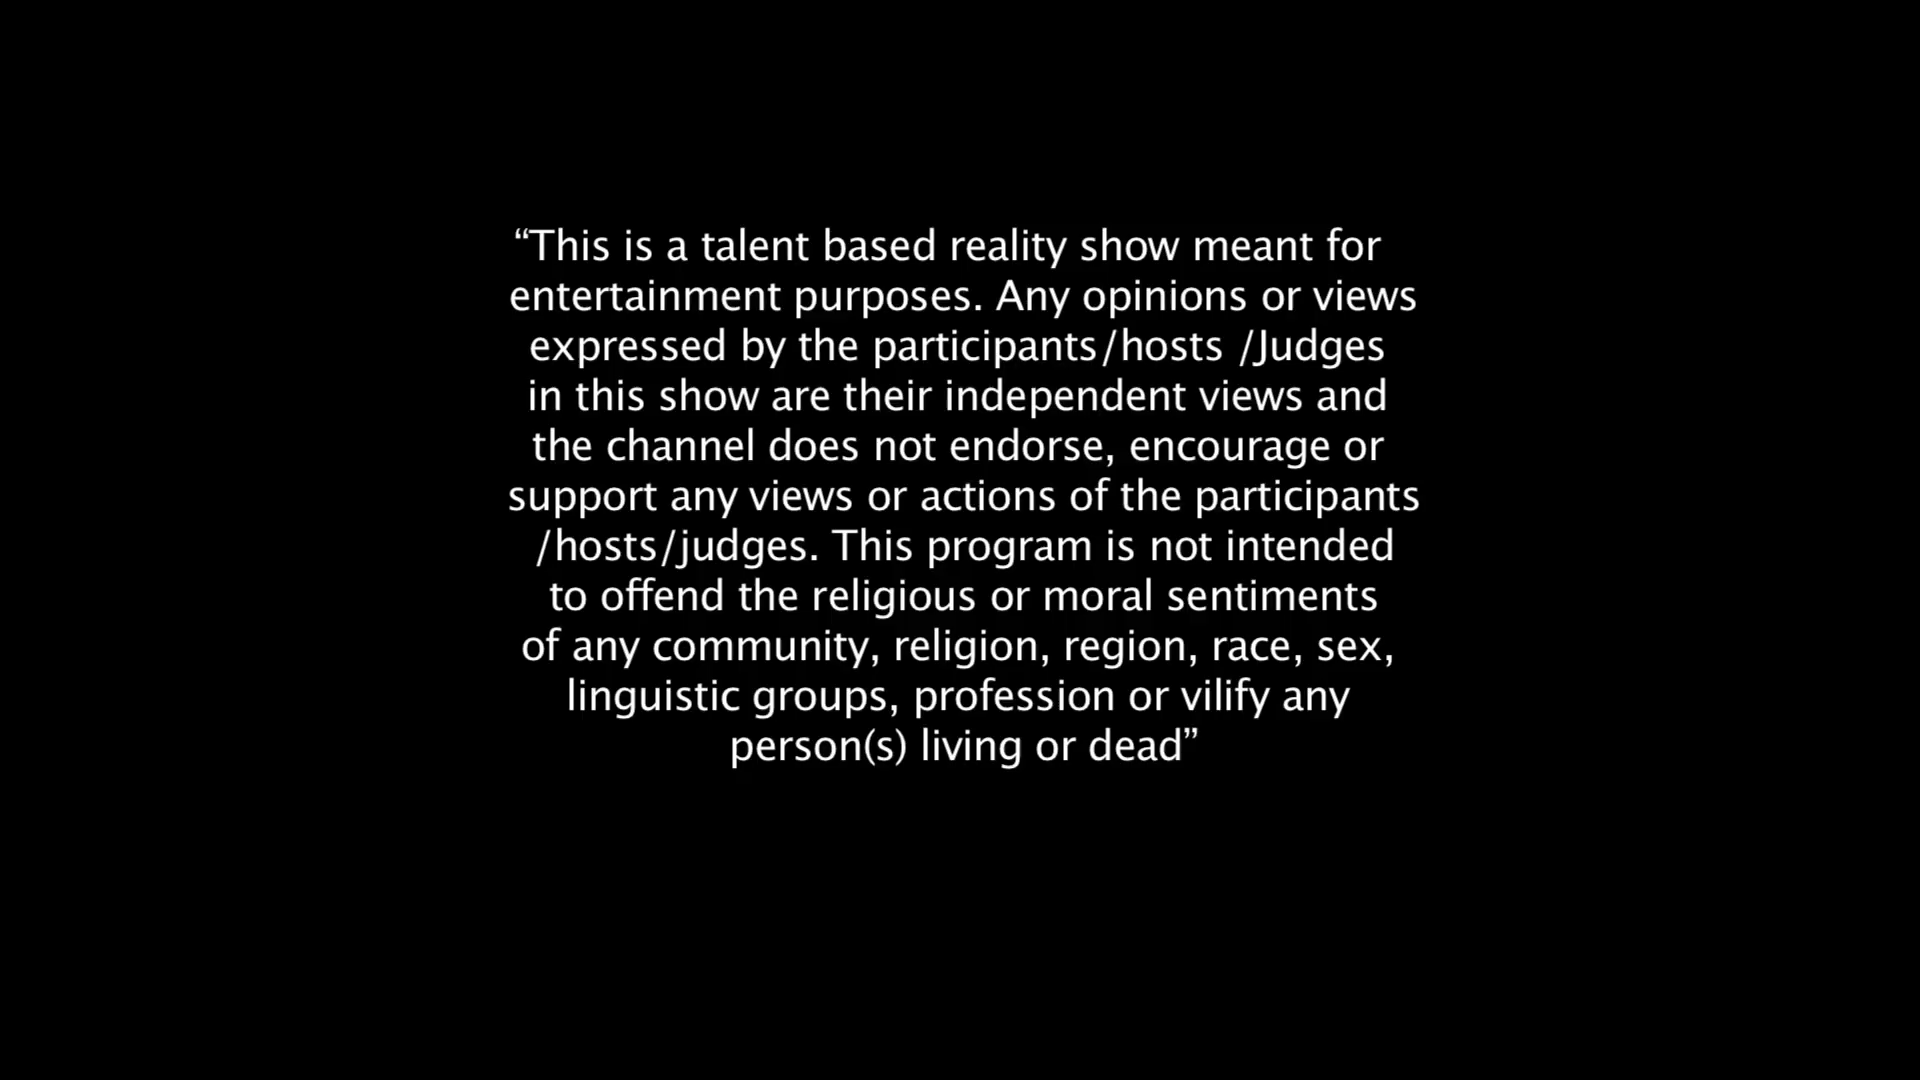 “This is a talent based reality show meant for
entertainment purposes. Any opinions or views
expressed by the participants/hosts /Judges
in this show are their independent views and
the channel does not endorse, encourage or
support any views or actions of the participants
/hosts/judges. This program is not intended
to offend the religious or moral sentiments
of any community, religion, region, race, sex,
linguistic groups, profession or vilify any
person(s) living or dead”